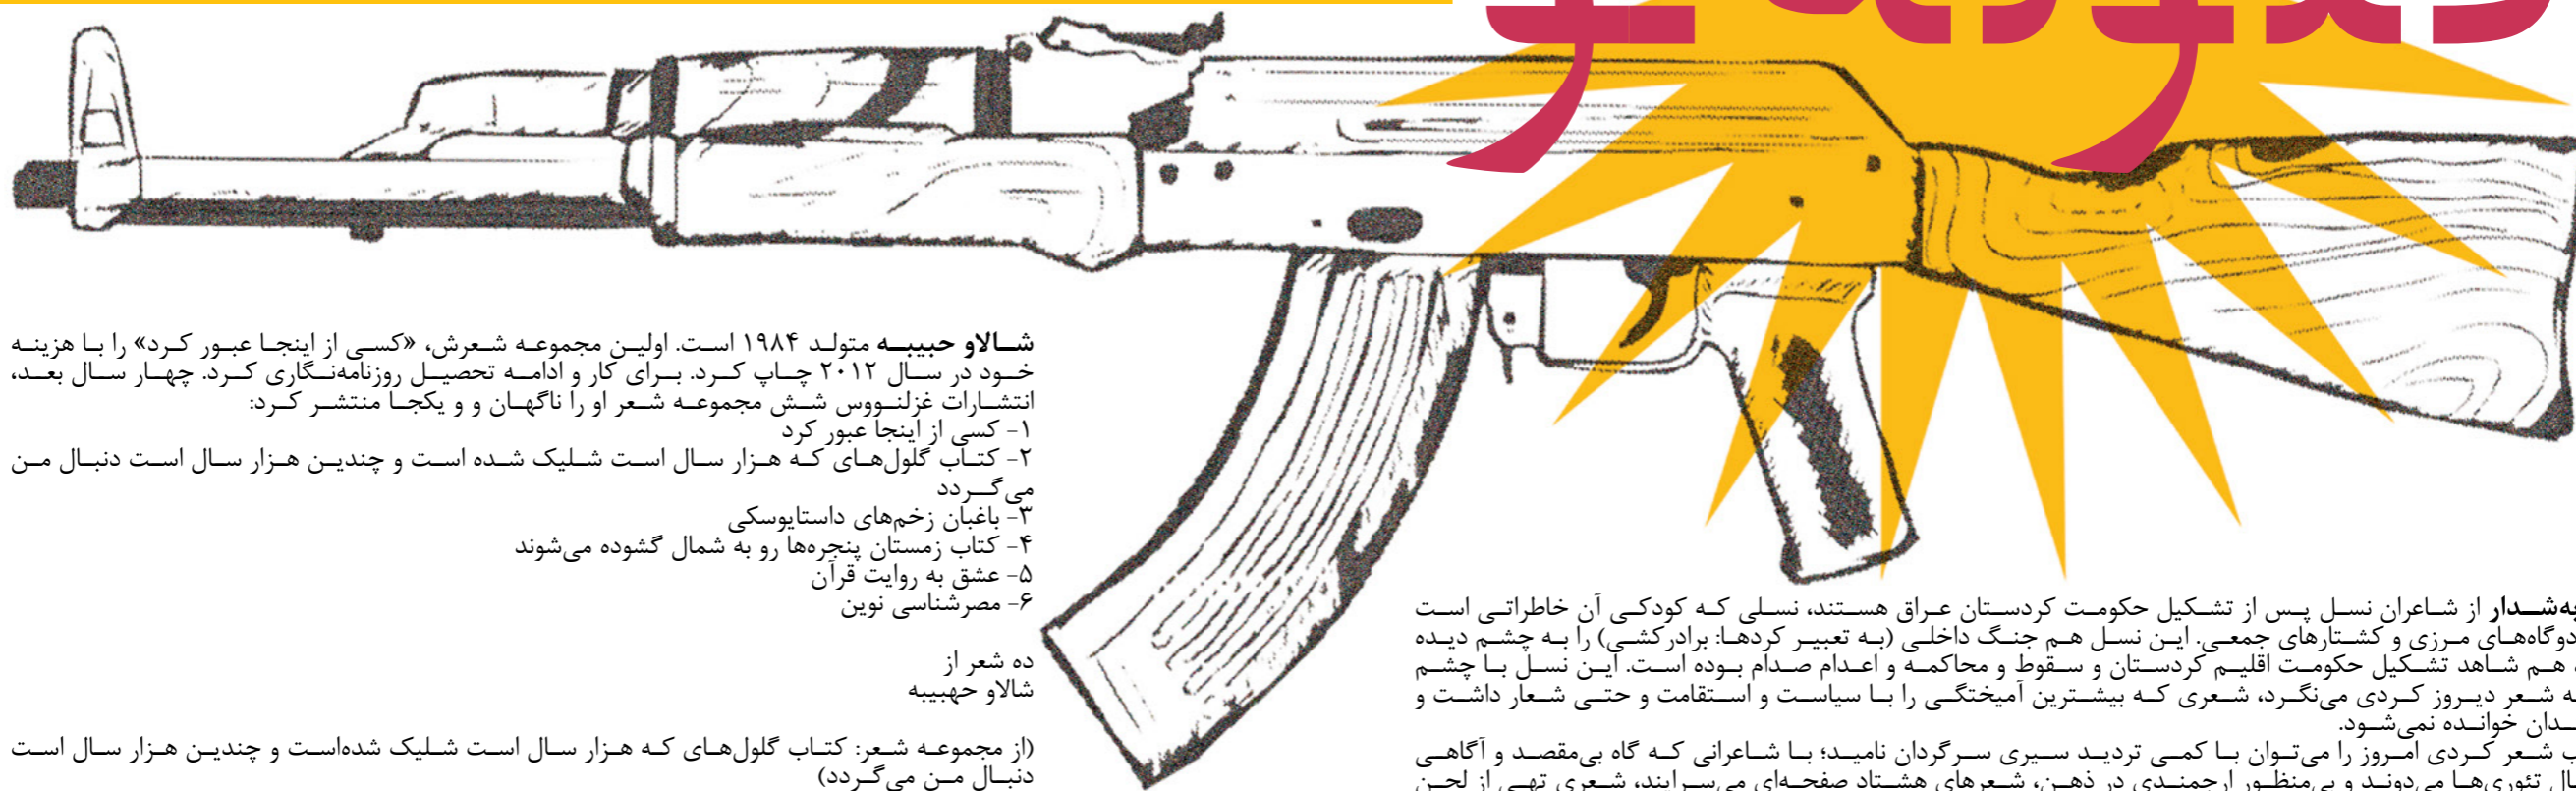 به‌شدار از شاعران نسل پس از تشکیل حکومت کردستان عراق هستند، نسلی که کودکی آن خاطراتی است
دوگاه‌های مرزی و کشتارهای جمعی. این نسل هم جنگ داخلی (به تعبیر کردها: برادرکشی) را به چشم دیده
هم شاهد تشکیل حکومت اقلیم کردستان و سقوط و محاکمه و اعدام صدام بوده است. این نسل با چشم
به شعر دیروز کردی می‌نگرد، شعری که بیشترین آمیختگی را با سیاست و استقامت و حتی شعار داشت و
دان خوانده نمی‌شود.
ب شعر کردی امروز را می‌توان با کمی تردید سیری سرگردان نامید؛ با شاعرانی که گاه بی‌مقصد و آگاهی
ال تئوری‌ها می‌دوند و بی‌منظور ارجمندی در ذهن، شعرهای هشتاد صفحه‌ای می‌سرایند، شعری تهی از لحن
شالاو حبیبه متولد ۱۹۸۴ است. اولین مجموعه شعرش، «کسی از اینجا عبور کرد» را با هزینه
خود در سال ۲۰۱۲ چاپ کرد. برای کار و ادامه تحصیل روزنامه‌نگاری کرد. چهار سال بعد،
انتشارات غزلنووس شش مجموعه شعر او را ناگهان و و یکجا منتشر کرد:
۱- کسی از اینجا عبور کرد
۲- کتاب گلول‌های که هزار سال است شلیک شده است و چندین هزار سال است دنبال من
می‌گردد
۳- باغبان زخم‌های داستایوسکی
۴- کتاب زمستان پنجره‌ها رو به شمال گشوده می‌شوند
۵- عشق به روایت قرآن
۶- مصرشناسی نوین
ده شعر از
شالاو حهبیبه
(از مجموعه شعر: کتاب گلول‌های که هزار سال است شلیک شده‌است و چندین هزار سال است
دنبال من می‌گردد)